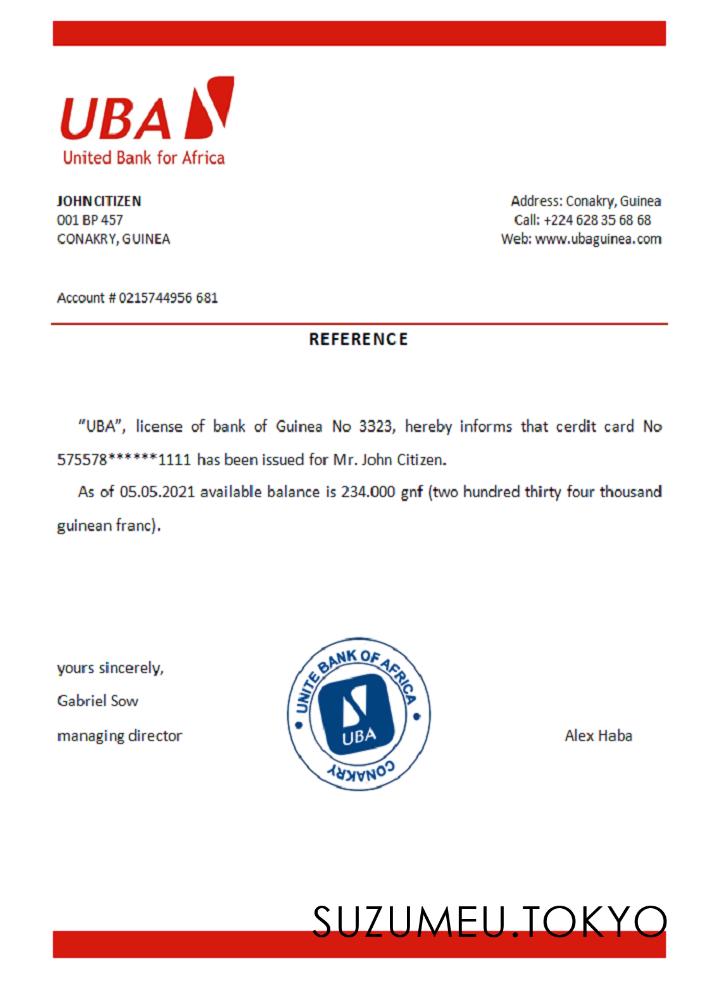 UBA
United Bank for Africa
JOHN CITIZEN
001 BP 457
CONAKRY, GUINEA
Address: Conakry, Guinea
Call: +224 628 35 68 68
Web: www.ubaguinea.com
Account # 0215744956 681
REFERENCE
“UBA”, license of bank of Guinea No 3323, hereby informs that cerdit card No
575578******1111 has been issued for Mr. John Citizen.
As of 05.05.2021 available balance is 234.000 gnf (two hundred thirty four thousand
guinean franc).
yours sincerely,
Gabriel Sow
managing director
UNITE BANK OF AFRICA
UBA
CONAKRY
Alex Haba
SUZUMEU.TOKYO